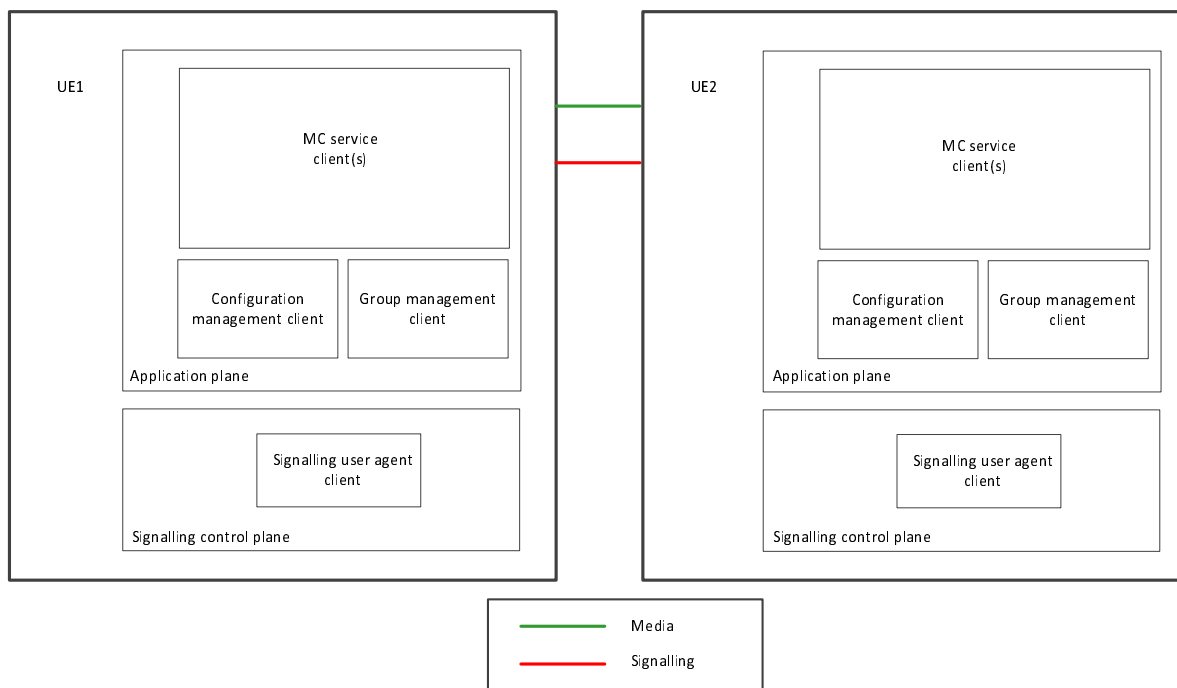 UE1
MC service
client(s)
Configuration
management client
Group management
client
Application plane
Signalling user agent
client
Signalling control plane
UE2
MC service
client(s)
Configuration
management client
Group management
client
Application plane
Signalling user agent
client
Signalling control plane
Media
Signalling